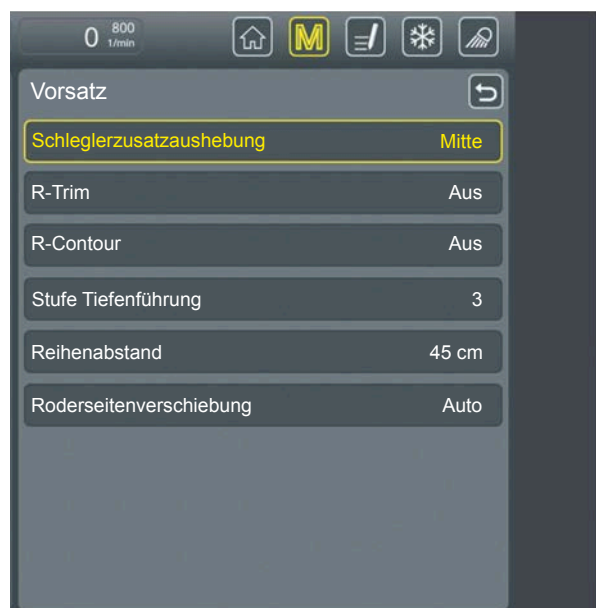 0 800 1/min M
Vorsatz
Schleglerzusatzaushebung Mitte
R-Trim Aus
R-Contour Aus
Stufe Tiefenführung 3
Reihenabstand 45 cm
Roderseitenverschiebung Auto